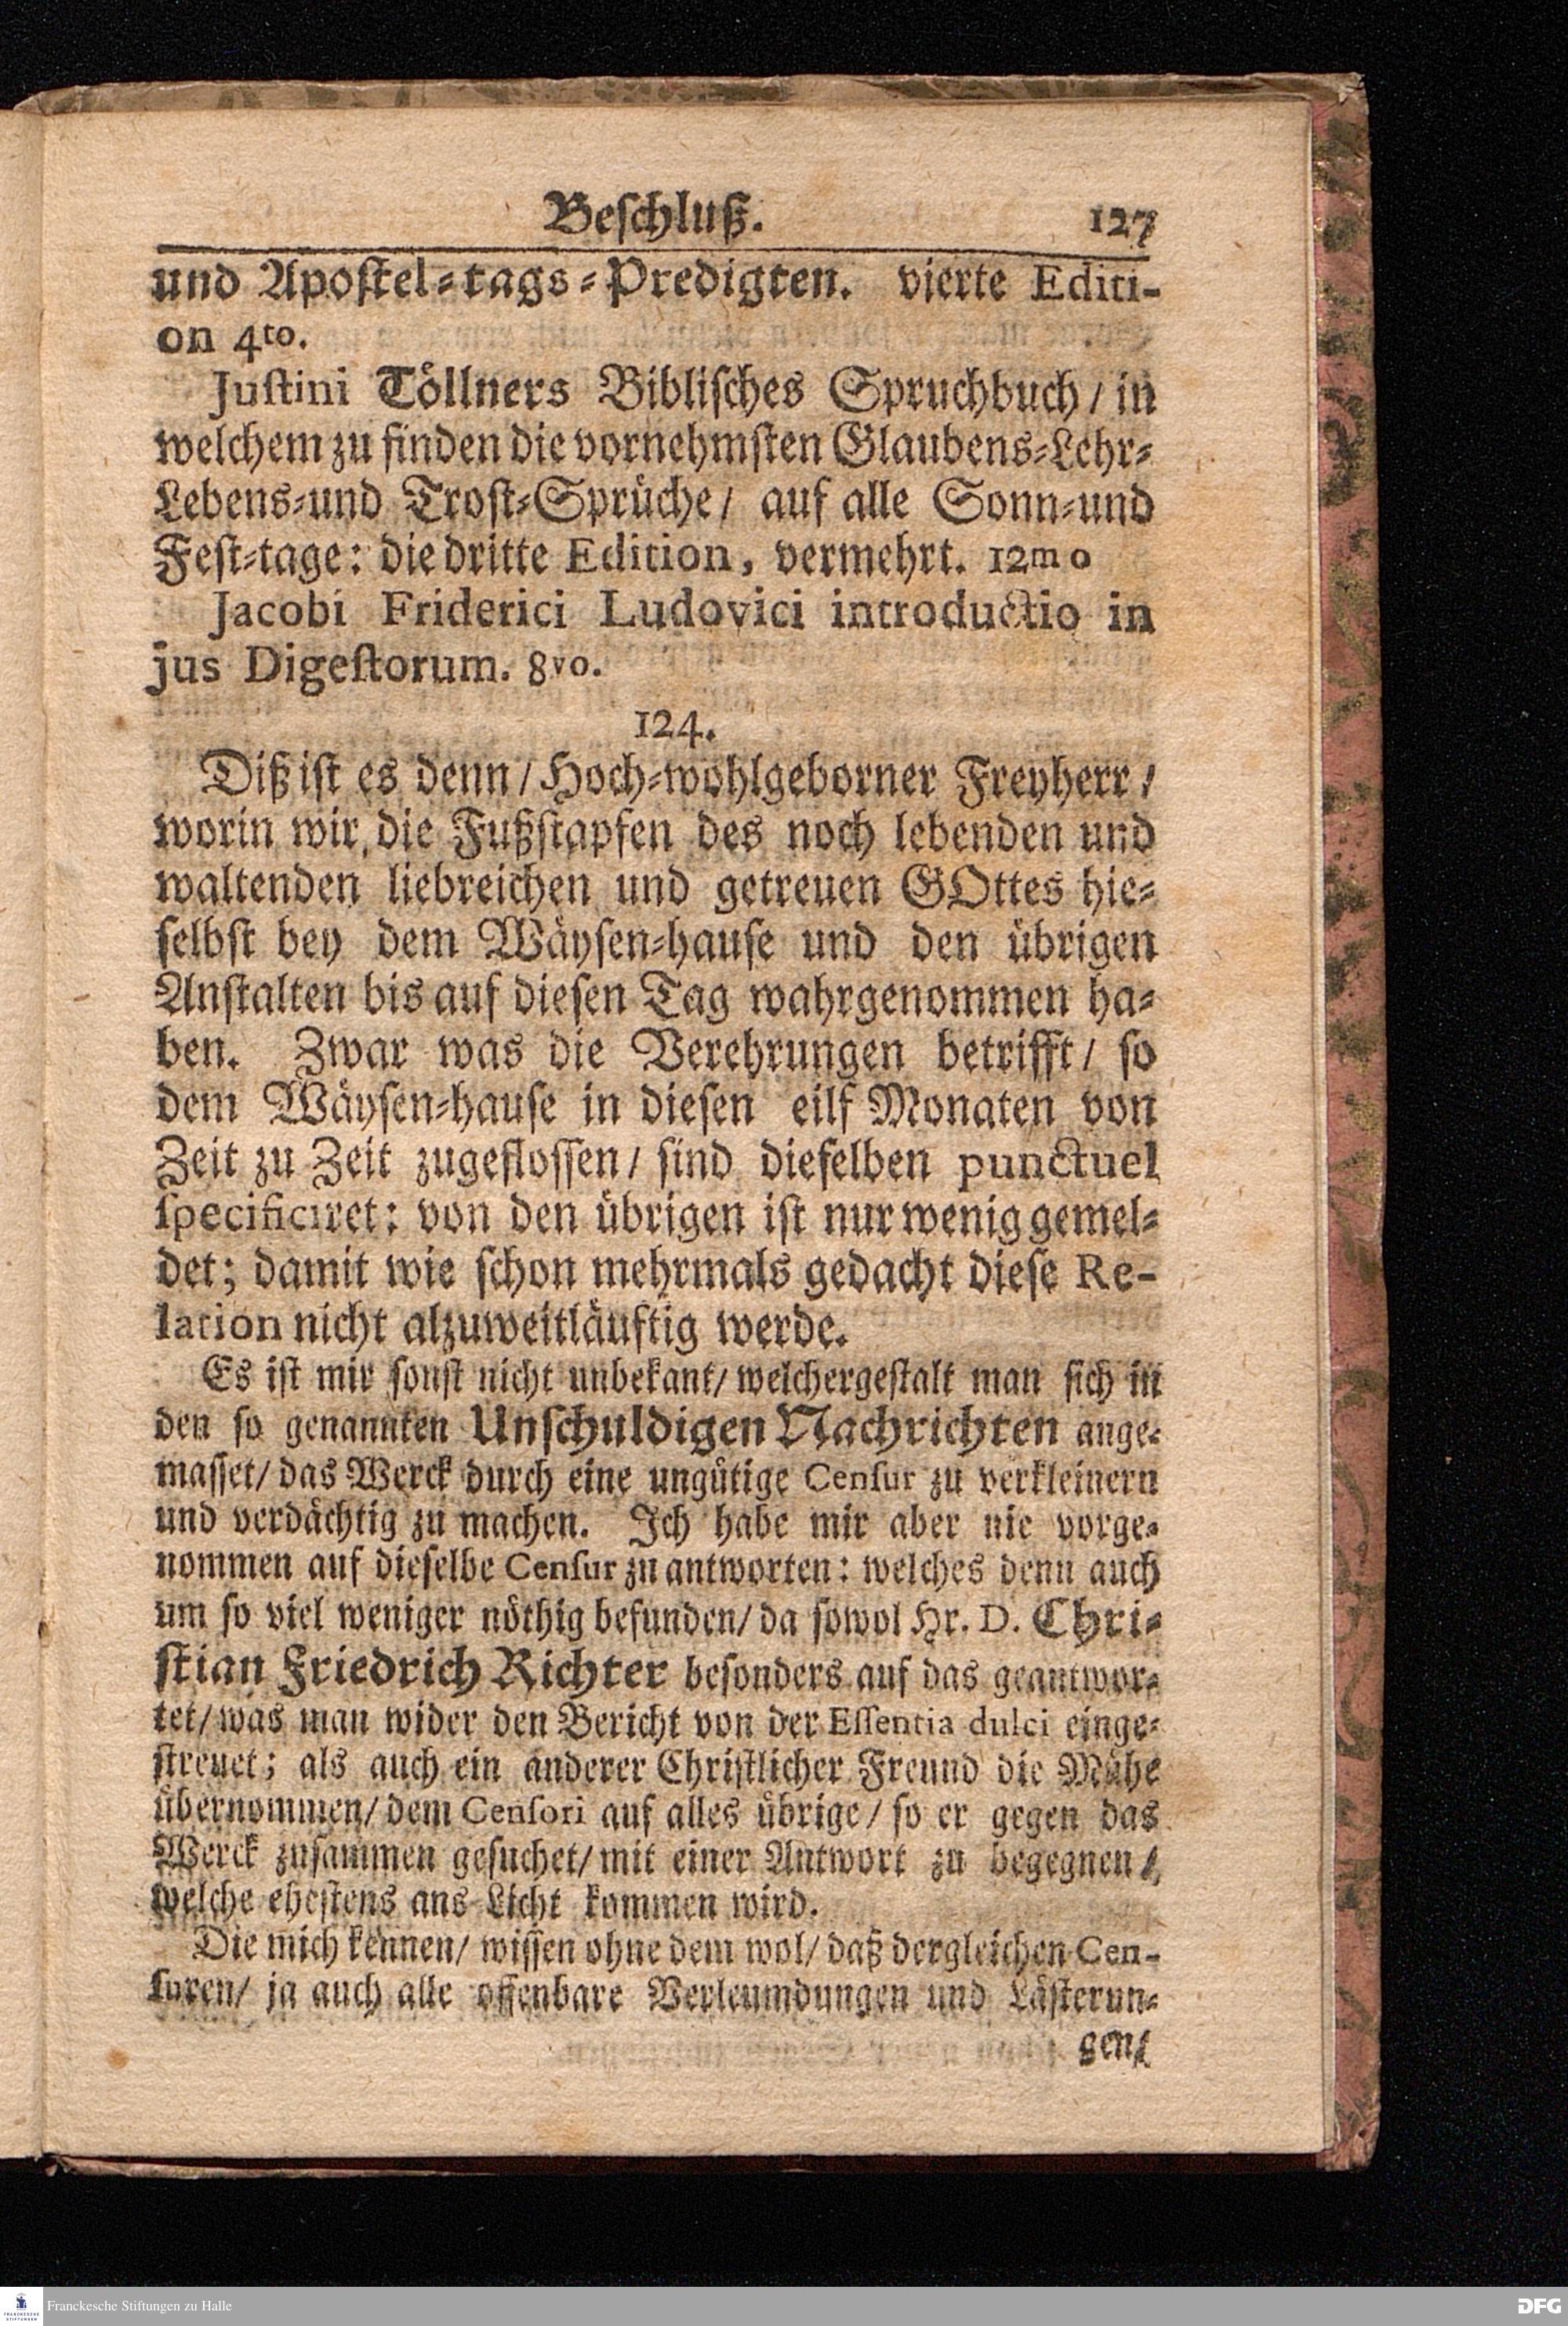 Beſchluß. 127
und Apoſtel-tags-Predigten. vierte Editi-
on 4to.
Juſtini Töllners Bibliſches Spruchbuch/ in
welchem zu finden die vornehmſten Glaubens-Lehr-
Lebens-und Troſt-Sprüche/ auf alle Sonn-und
Feſt-tage: die dritte Edition, vermehrt. 12mo
Jacobi Friderici Ludovici introductio in
jus Digeſtorum. 8vo.
124.
Diß iſt es denn/ Hoch-wohlgeborner Freyherr/
worin wir die Fußſtapfen des noch lebenden und
waltenden liebreichen und getreuen GOttes hie-
ſelbſt bey dem Wäyſen-hauſe und den übrigen
Anſtalten bis auf dieſen Tag wahrgenommen ha-
ben. Zwar was die Verehrungen betrifft/ ſo
dem Wäyſen-hauſe in dieſen eilf Monaten von
Zeit zu Zeit zugefloſſen/ ſind dieſelben punctuel
ſpecificiret: von den übrigen iſt nur wenig gemel-
det; damit wie ſchon mehrmals gedacht dieſe Re-
lation nicht alzuweitläuftig werde.
Es iſt mir ſonſt nicht unbekant/ welchergeſtalt man ſich in
den ſo genannten Unſchuldigen Nachrichten ange-
maſſet/ das Werck durch eine ungütige Cenſur zu verkleinern
und verdächtig zu machen. Ich habe mir aber nie vorge-
nommen auf dieſelbe Cenſur zu antworten: welches denn auch
um ſo viel weniger nöthig befunden/ da ſowol Hr. D. Chri-
ſtian Friedrich Richter beſonders auf das geantwor-
tet/ was man wider den Bericht von der Eſſentia dulci einge-
ſtreuet; als auch ein anderer Chriſtlicher Freund die Mühe
übernommen/ dem Cenſori auf alles übrige/ ſo er gegen das
Werck zuſammen geſuchet/ mit einer Antwort zu begegnen/
welche eheſtens ans Licht kommen wird.
Die mich kennen/ wiſſen ohne dem wol/ daß dergleichen Cen-
ſuren/ ja auch alle offenbare Verleumdungen und Läſterun-
gen/
Franckesche Stiftungen zu Halle
DFG